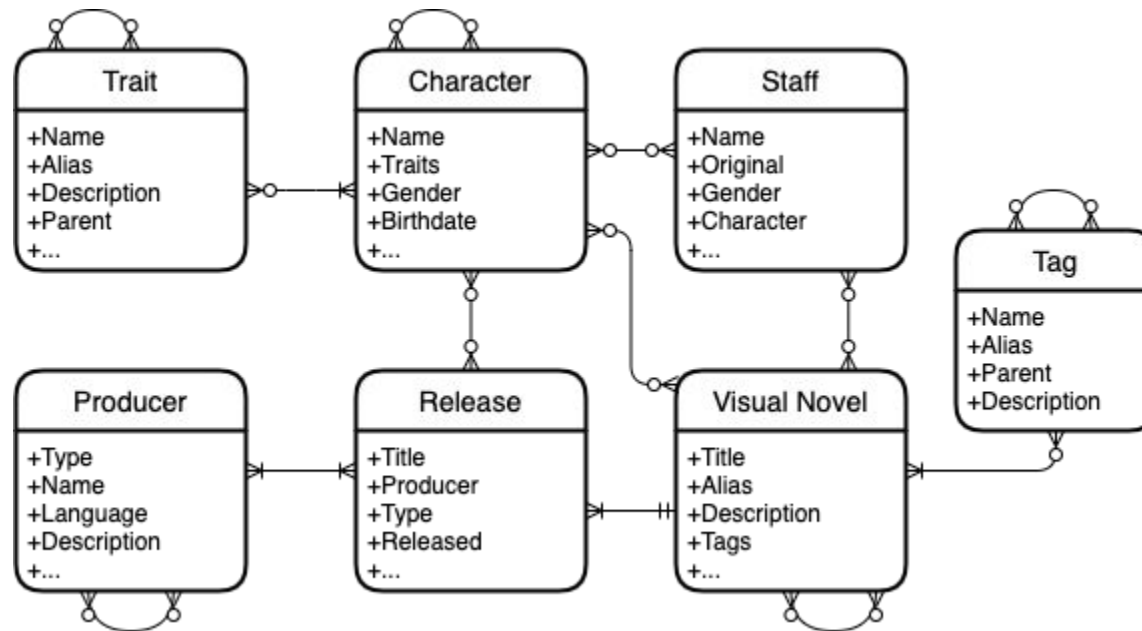 Trait
+Name
+Alias
+Description
+Parent
+...
Character
+Name
+Traits
+Gender
+Birthdate
+...
Staff
+Name
+Original
+Gender
+Character
+...
Tag
+Name
+Alias
+Parent
+Description
Producer
+Type
+Name
+Language
+Description
+...
Release
+Title
+Producer
+Type
+Released
+...
Visual Novel
+Title
+Alias
+Description
+Tags
+...